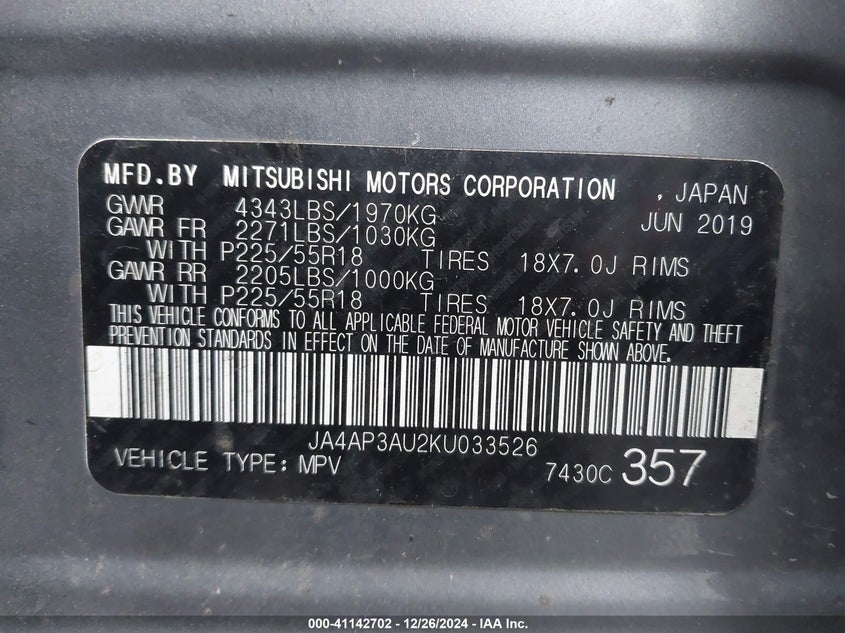 MFD.BY MITSUBISHI MOTORS CORPORATION , JAPAN
GVWR 4343LBS/1970KG JUN 2019
GAWR FR 2271LBS/1030KG
WITH P225/55R18 TIRES 18X7.0J RIMS
GAWR RR 2205LBS/1000KG
WITH P225/55R18 TIRES 18X7.0J RIMS
THIS VEHICLE CONFORMS TO ALL APPLICABLE FEDERAL MOTOR VEHICLE SAFETY AND THEFT
PREVENTION STANDARDS IN EFFECT ON THE DATE OF MANUFACTURE SHOWN ABOVE.
JA4AP3AU2KU033526
VEHICLE TYPE: MPV 7430C 357
000-41142702 - 12/26/2024 - IAA Inc.